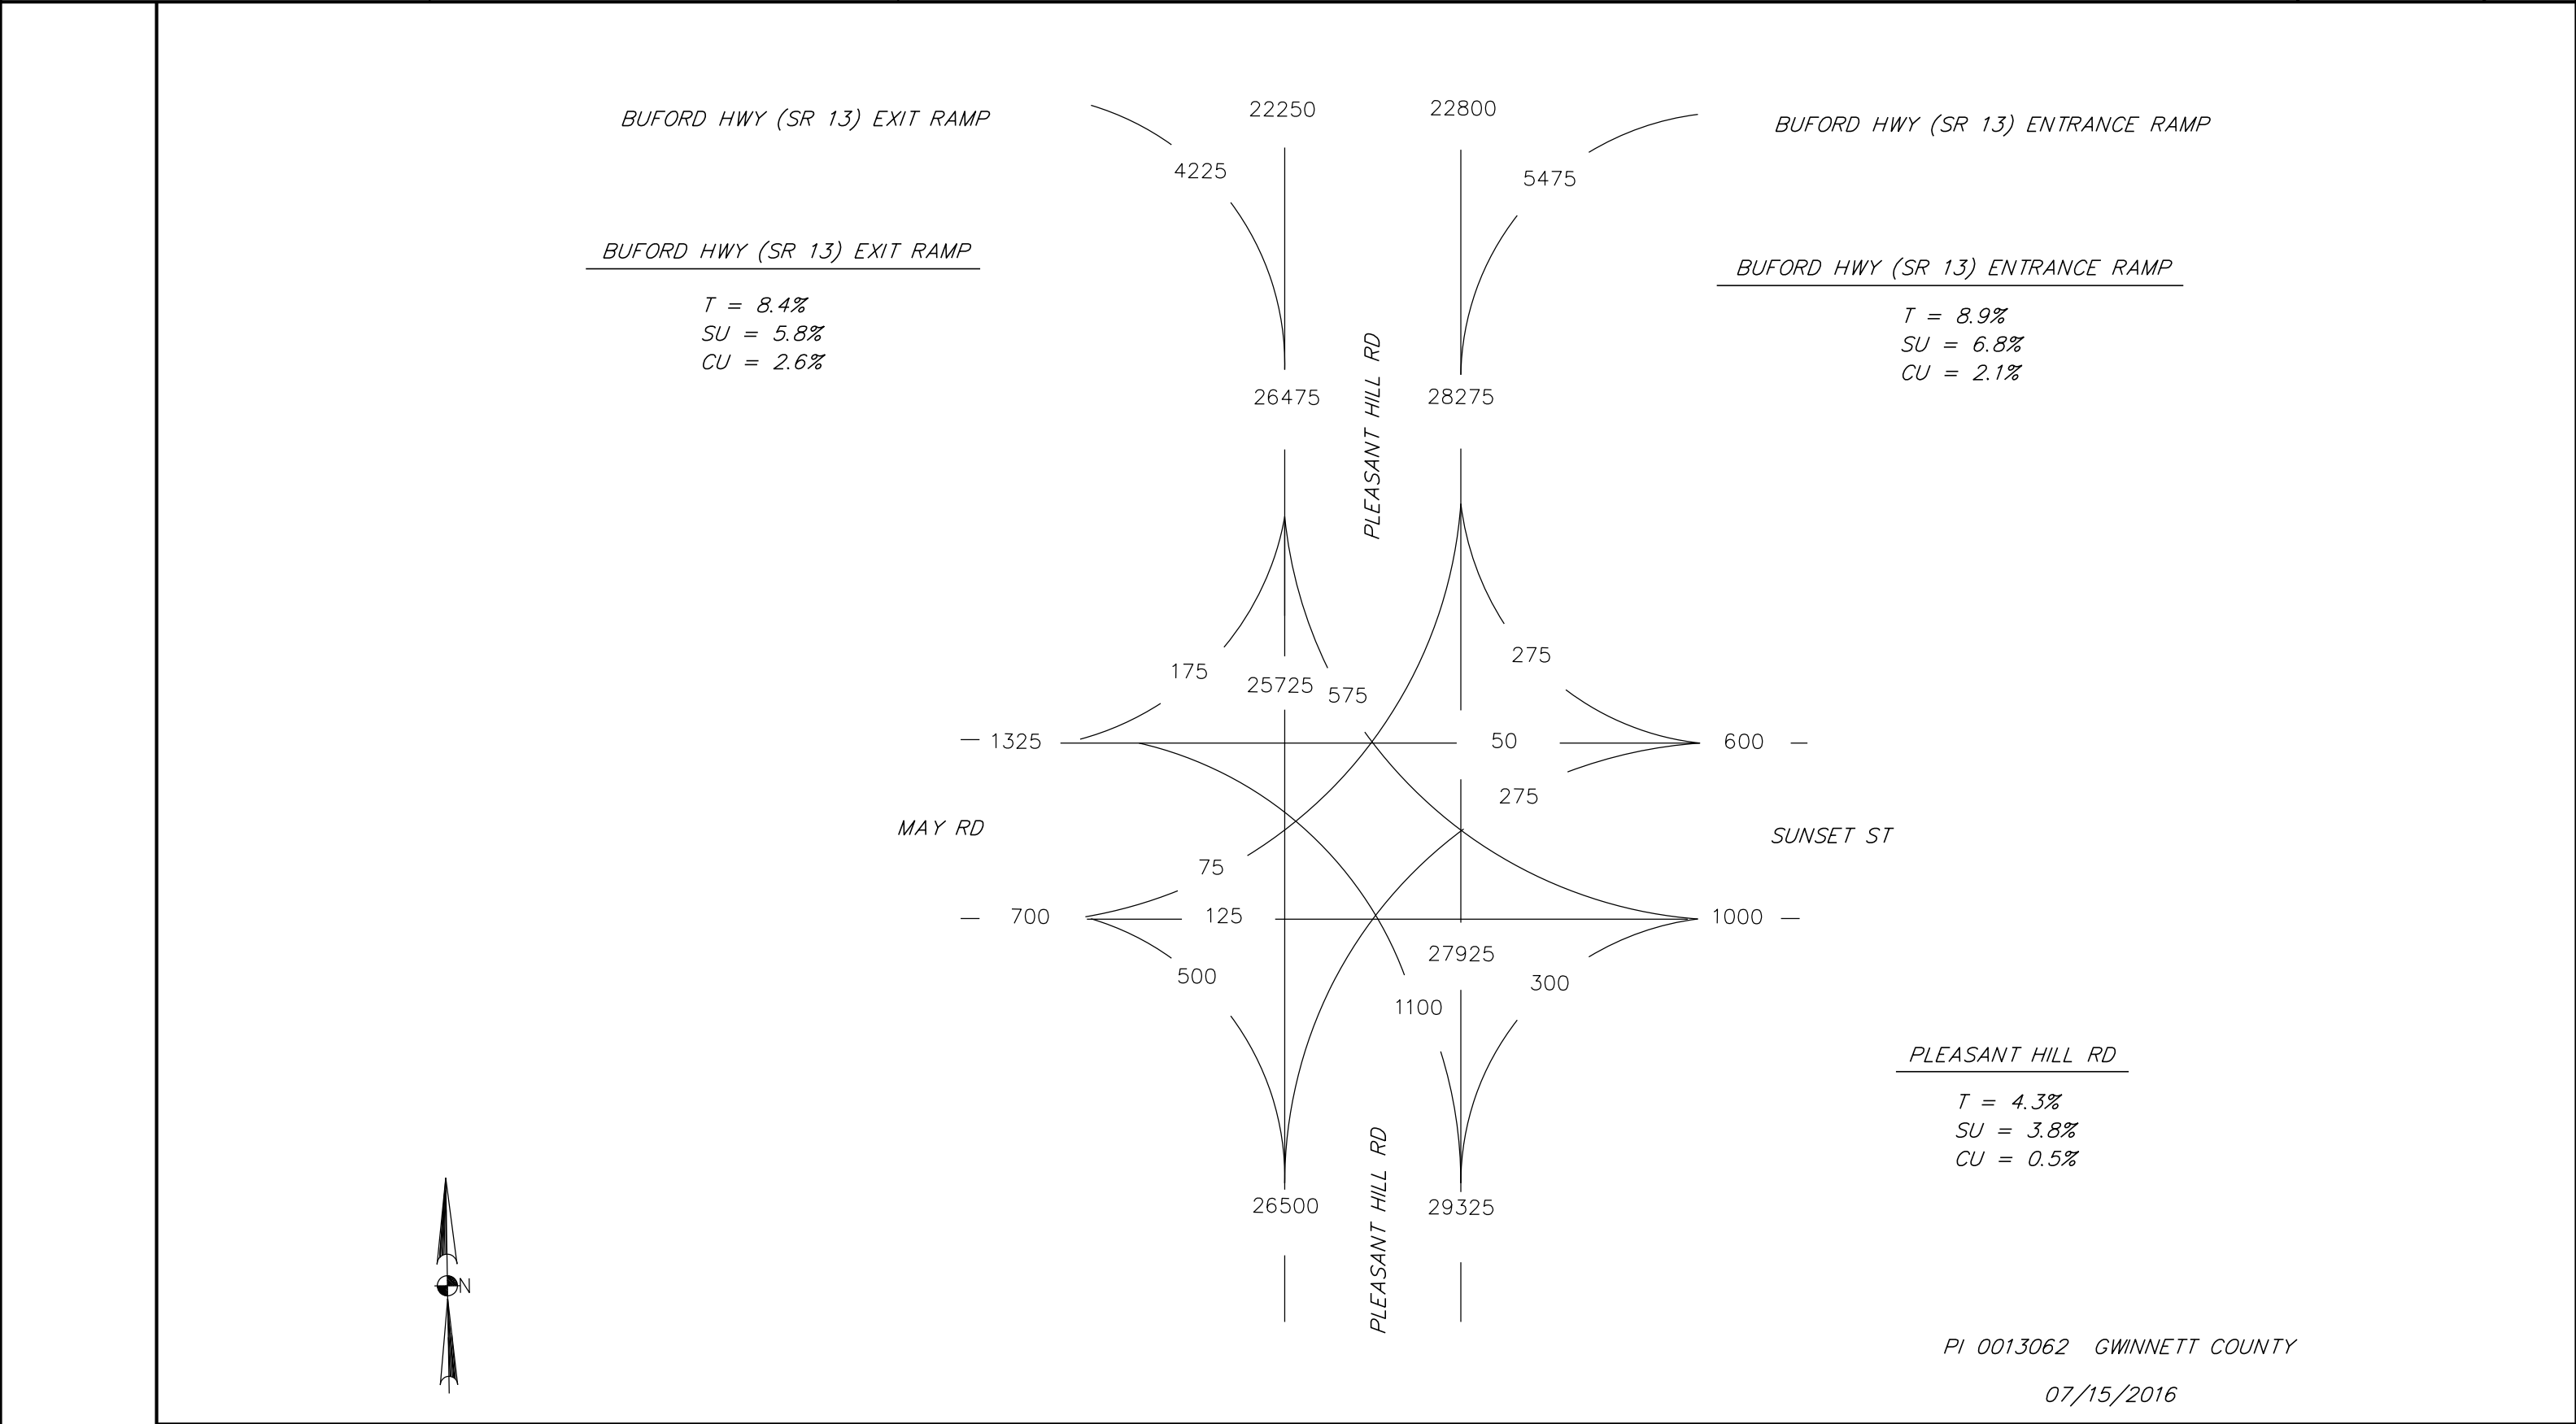 BUFORD HWY (SR 13) EXIT RAMP
22250
22800
BUFORD HWY (SR 13) ENTRANCE RAMP
4225
5475
BUFORD HWY (SR 13) EXIT RAMP
T = 8.4%
SU = 5.8%
CU = 2.6%
BUFORD HWY (SR 13) ENTRANCE RAMP
T = 8.9%
SU = 6.8%
CU = 2.1%
26475
PLEASANT HILL RD
28275
175
25725
575
275
1325
50
600
275
MAY RD
SUNSET ST
75
700
125
1000
27925
500
300
1100
PLEASANT HILL RD
T = 4.3%
SU = 3.8%
CU = 0.5%
26500
PLEASANT HILL RD
29325
N
PI 0013062 GWINNETT COUNTY
07/15/2016